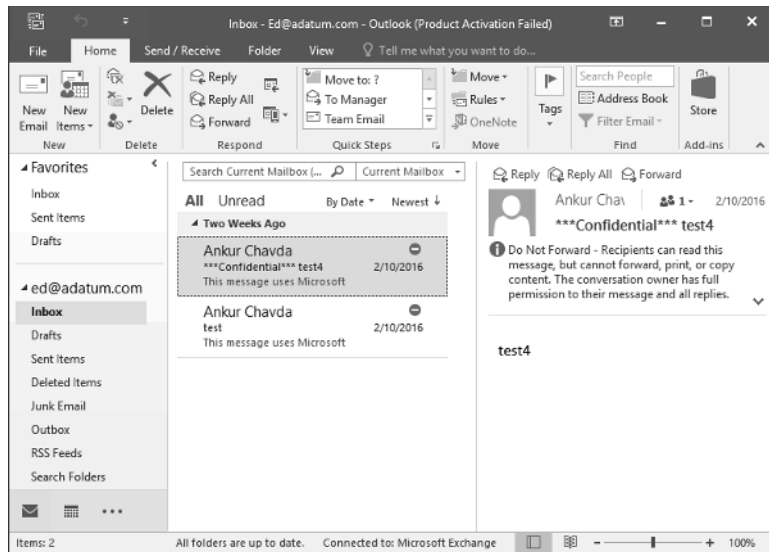 Inbox - Ed@adatum.com - Outlook (Product Activation Failed)
File Home Send / Receive Folder View Tell me what you want to do...
New Email
New Items
Delete
Reply
Reply All
Forward
Move to: ?
To Manager
Team Email
Move
Rules
OneNote
Tags
Search People
Address Book
Filter Email
Store
New Delete Respond Quick Steps Move Find Add-ins
Favorites
Inbox
Sent Items
Drafts
ed@adatum.com
Inbox
Drafts
Sent Items
Deleted Items
Junk Email
Outbox
RSS Feeds
Search Folders
Search Current Mailbox (... Current Mailbox
All Unread By Date Newest ↓
Two Weeks Ago
Ankur Chavda
***Confidential*** test4 2/10/2016
This message uses Microsoft
Ankur Chavda
test 2/10/2016
This message uses Microsoft
Reply Reply All Forward
Ankur Chav 1 - 2/10/2016
***Confidential*** test4
Do Not Forward - Recipients can read this
message, but cannot forward, print, or copy
content. The conversation owner has full
permission to their message and all replies.
test4
Items: 2 All folders are up to date. Connected to: Microsoft Exchange - + 100%